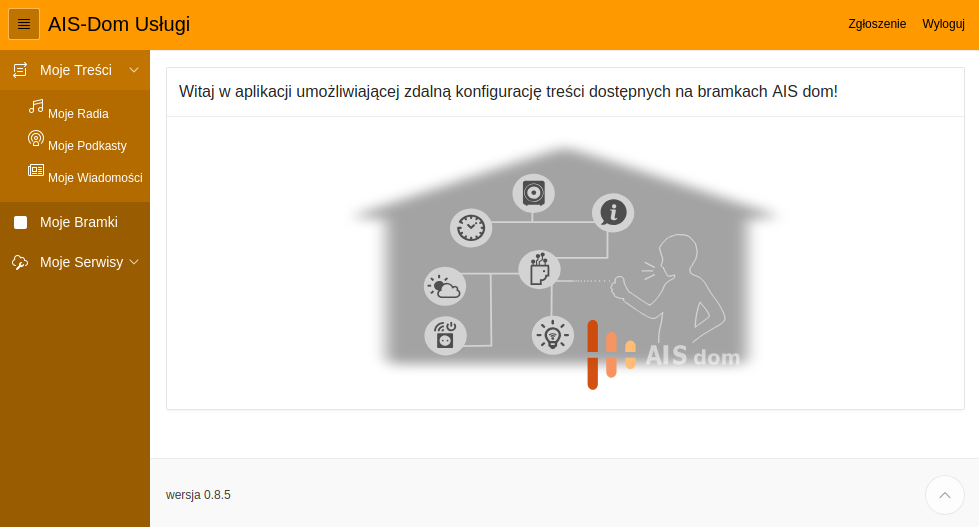 AIS-Dom Usługi
Zgłoszenie
Wyloguj
Moje Treści
Moje Radia
Moje Podkasty
Moje Wiadomości
Moje Bramki
Moje Serwisy
Witaj w aplikacji umożliwiającej zdalną konfigurację treści dostępnych na bramkach AIS dom!
AIS dom
wersja 0.8.5